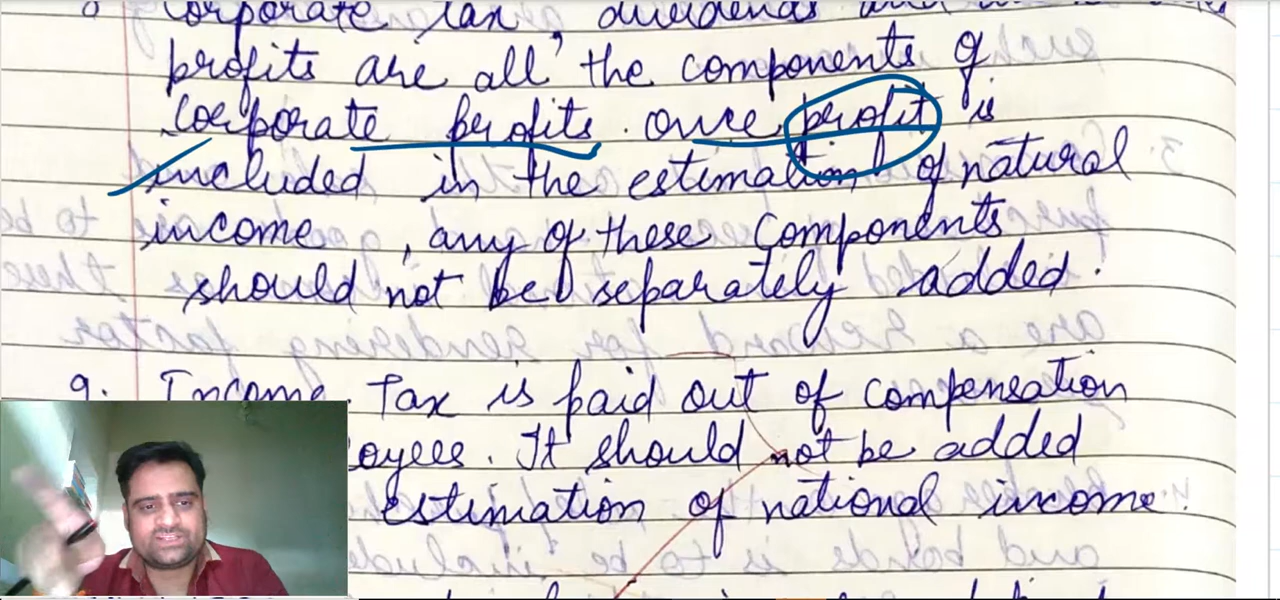 8 Corporate tax, dividends and
profits are all the components of
corporate profits. once profit is
included in the estimation of natural
income, any of these components
should not be separately added.
9. Income Tax is paid out of compensation
oyees. It should not be added
estimation of national income.